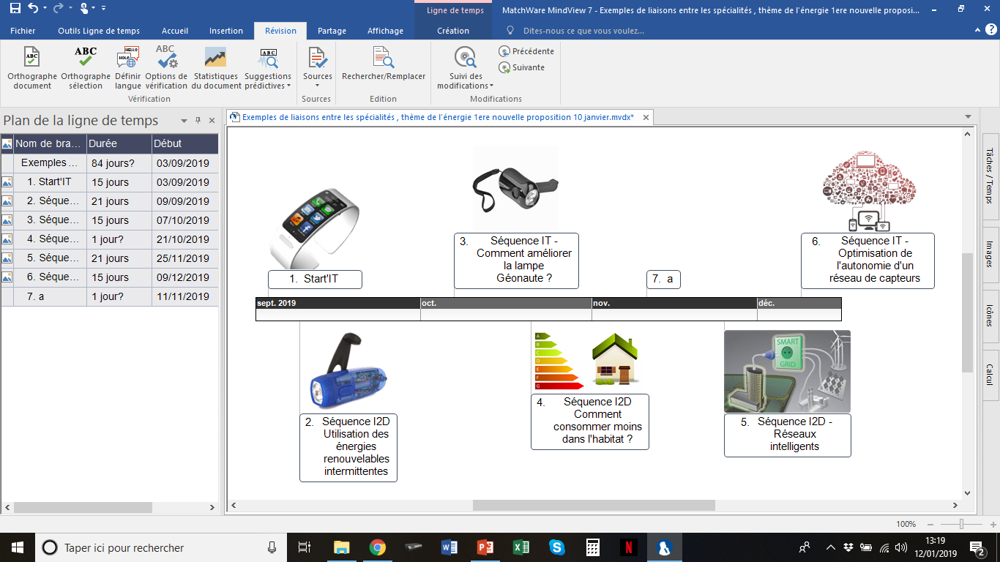 Ligne de temps
MatchWare MindView 7 - Exemples de liaisons entre les spécialités , thème de l'énergie 1ere nouvelle proposi...
Fichier
Outils Ligne de temps
Accueil
Insertion
Révision
Partage
Affichage
Création
Dites-nous ce que vous voulez...
Orthographe
document
Orthographe
sélection
Définir
langue
Options de
vérification
Statistiques
du document
Suggestions
prédictives
Sources
Rechercher/Remplacer
Suivi des
modifications
Précédente
Suivante
Vérification
Sources
Edition
Modifications
Plan de la ligne de temps
Exemples de liaisons entre les spécialités , thème de l'énergie 1ere nouvelle proposition 10 janvier.mvdx*
Nom de bra... Durée Début
Exemples ... 84 jours? 03/09/2019
1. Start'IT 15 jours 03/09/2019
2. Séque... 21 jours 09/09/2019
3. Séque... 15 jours 07/10/2019
4. Séque... 1 jour? 21/10/2019
5. Séque... 21 jours 25/11/2019
6. Séque... 15 jours 09/12/2019
7. a 1 jour? 11/11/2019
1. Start'IT
3. Séquence IT -
Comment améliorer
la lampe
Géonaute ?
7. a
6. Séquence IT -
Optimisation de
l'autonomie d'un
réseau de capteurs
sept. 2019
oct.
nov.
déc.
2. Séquence I2D
Utilisation des
énergies
renouvelables
intermittentes
A
B
C
D
E
F
G
4. Séquence I2D
Comment
consommer moins
dans l'habitat ?
SMART
GRID
5. Séquence I2D -
Réseaux
intelligents
Tâches / Temps
Images
Icônes
Calcul
100%
Taper ici pour rechercher
13:19
12/01/2019
2